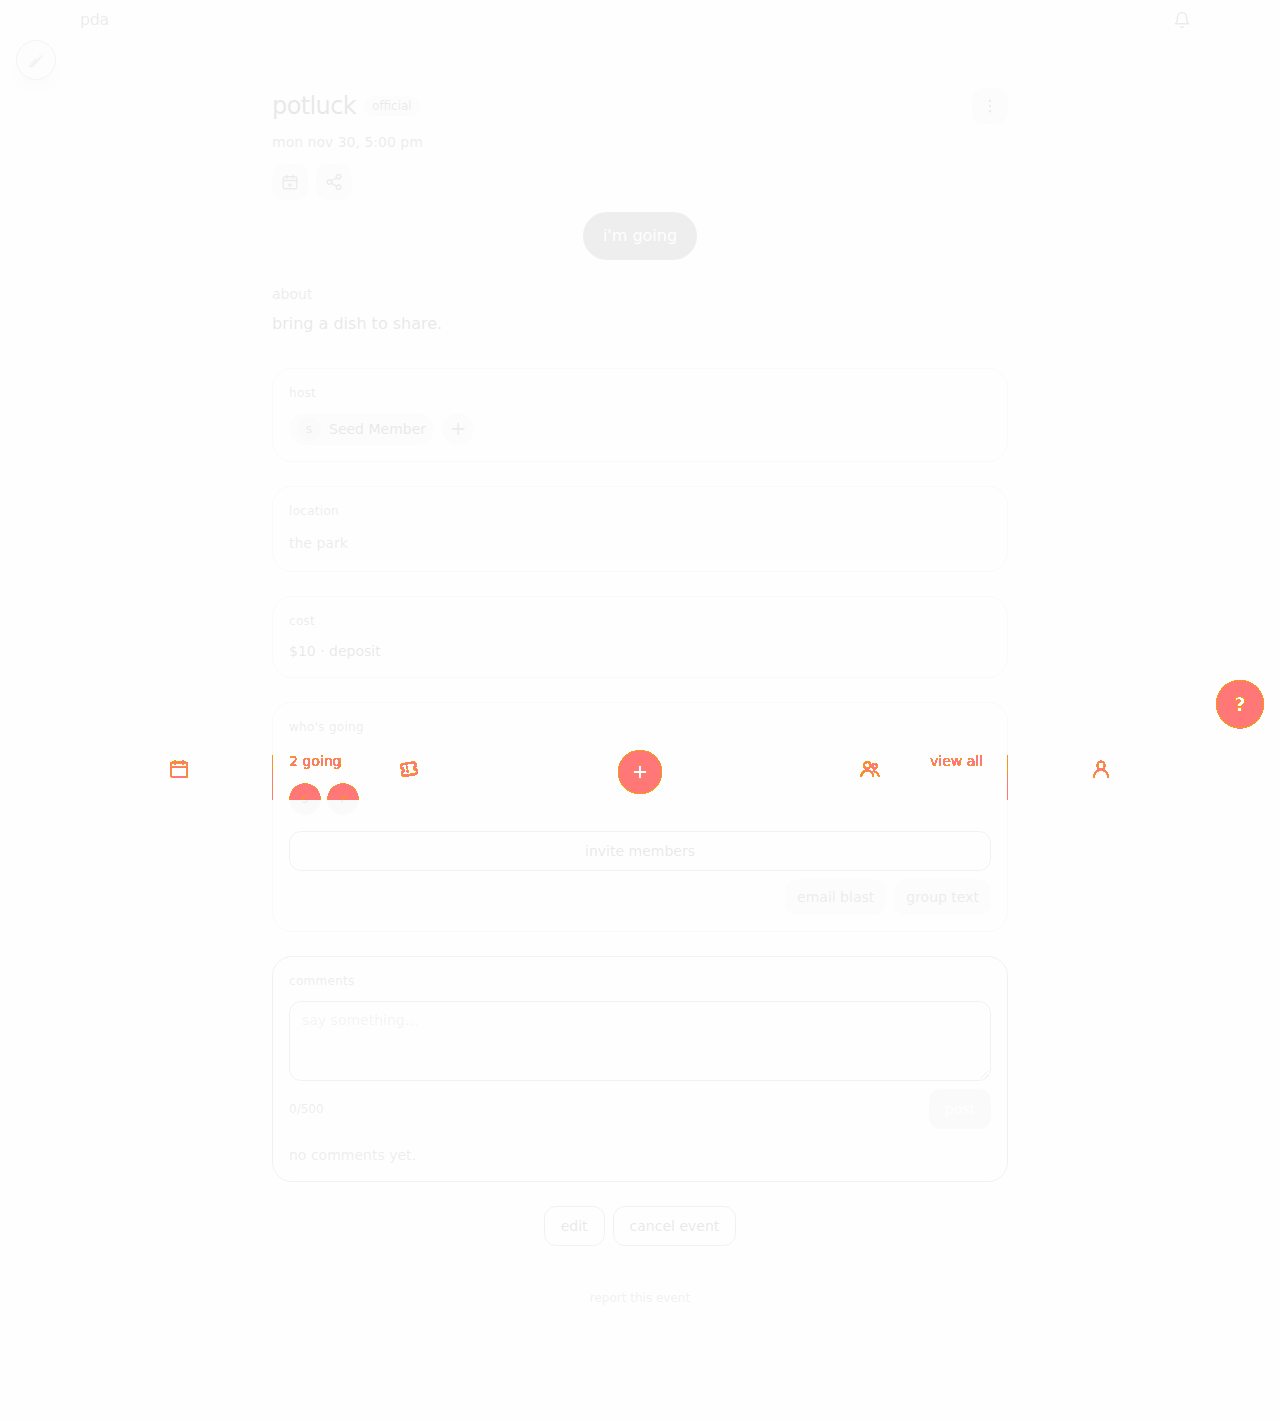 pda
potluck official
mon nov 30, 5:00 pm
i'm going
about
bring a dish to share.
host
s Seed Member
location
the park
cost
$10 · deposit
?
who's going
2 going view all
invite members
email blast group text
comments
say something...
0/500 post
no comments yet.
edit cancel event
report this event